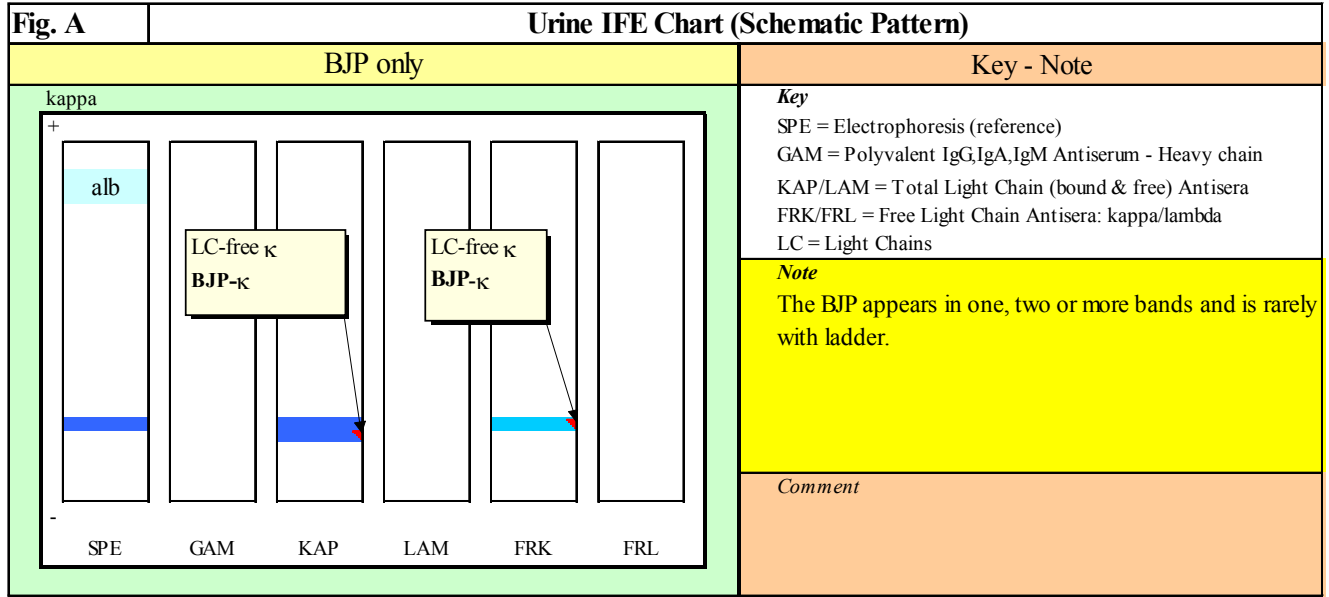 Fig. A
Urine IFE Chart (Schematic Pattern)
BJP only
Key - Note
kappa
+
alb
LC-free κ
BJP-κ
LC-free κ
BJP-κ
-
SPE GAM KAP LAM FRK FRL
Key
SPE = Electrophoresis (reference)
GAM = Polyvalent IgG,IgA,IgM Antiserum - Heavy chain
KAP/LAM = Total Light Chain (bound & free) Antisera
FRK/FRL = Free Light Chain Antisera: kappa/lambda
LC = Light Chains
Note
The BJP appears in one, two or more bands and is rarely
with ladder.
Comment